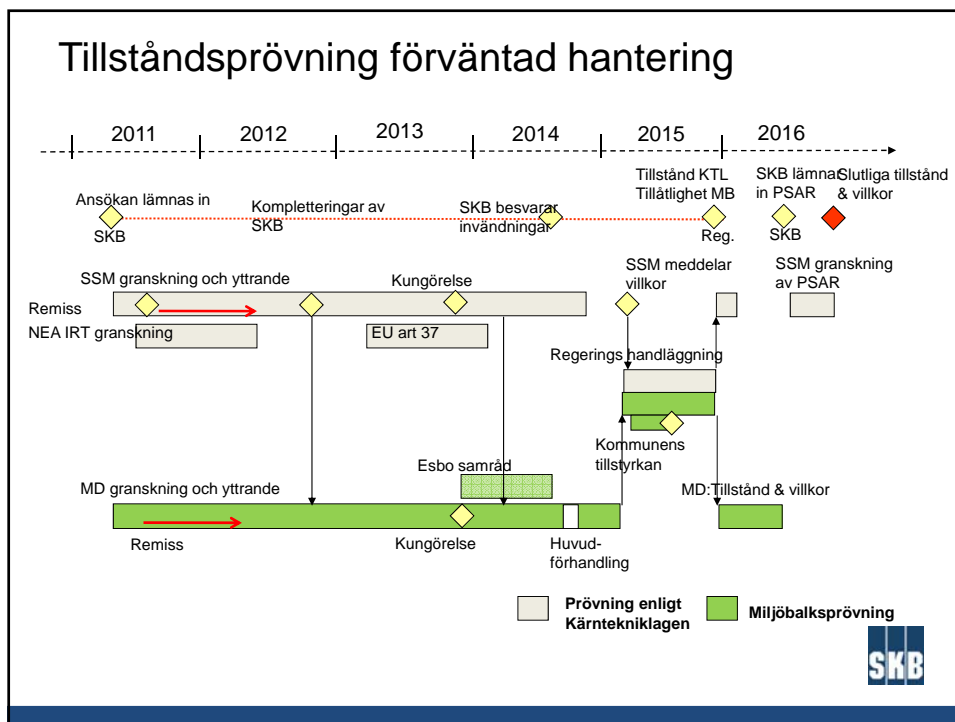 Tillståndsprövning förväntad hantering
2011 2012 2013 2014 2015 2016
Ansökan lämnas in
SKB
Kompletteringar av
SKB
SKB besvarar
invändningar
Tillstånd KTL
Tillåtlighet MB
Reg.
SKB lämnar
in PSAR
SKB
Slutliga tillstånd
& villkor
SSM granskning och yttrande
Kungörelse
SSM meddelar
villkor
SSM granskning
av PSAR
Remiss
NEA IRT granskning
EU art 37
Regerings handläggning
Kommunens
tillstyrkan
Esbo samråd
MD granskning och yttrande
MD:Tillstånd & villkor
Remiss
Kungörelse
Huvud-
förhandling
Prövning enligt
Kärntekniklagen
Miljöbalksprövning
SKB